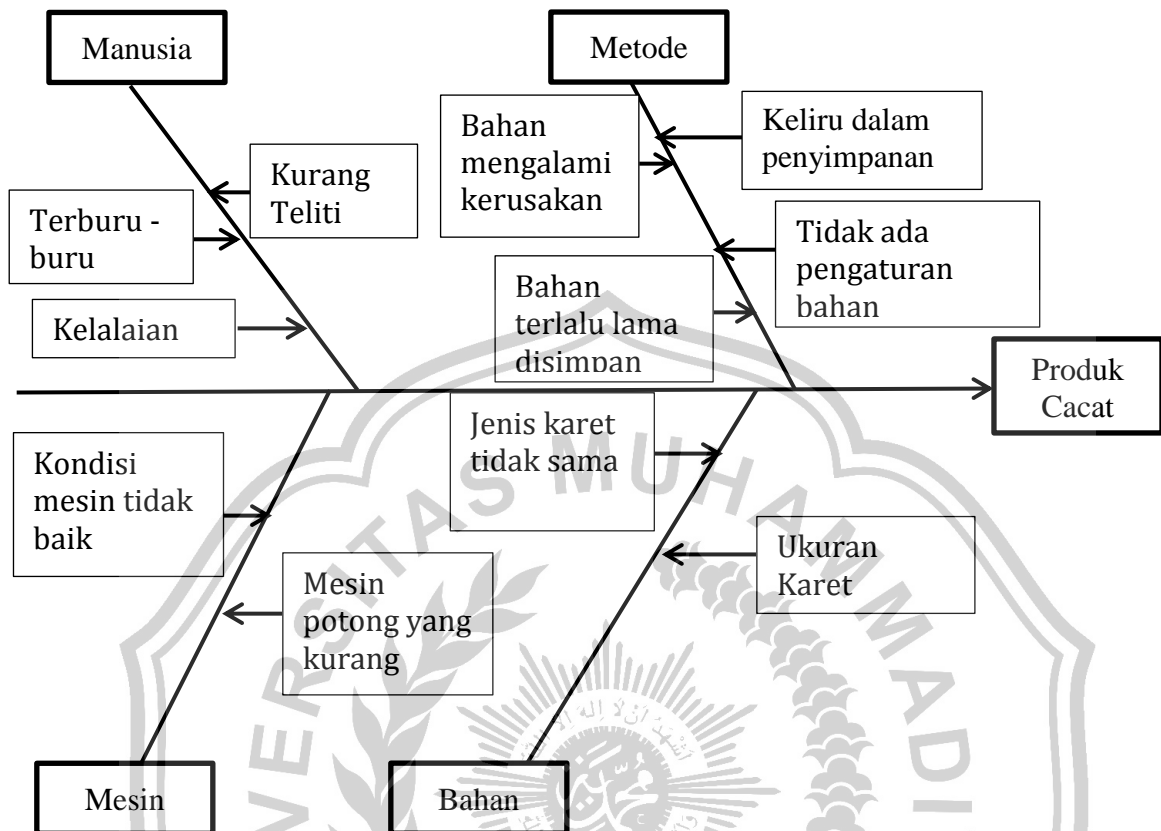 Manusia
Metode
Kurang
Teliti
Terburu -
buru
Kelalaian
Bahan
mengalami
kerusakan
Keliru dalam
penyimpanan
Tidak ada
pengaturan
bahan
Bahan
terlalu lama
disimpan
Produk
Cacat
Kondisi
mesin tidak
baik
Mesin
potong yang
kurang
Jenis karet
tidak sama
Ukuran
Karet
Mesin
Bahan
ERSITAS MUHAMMADI